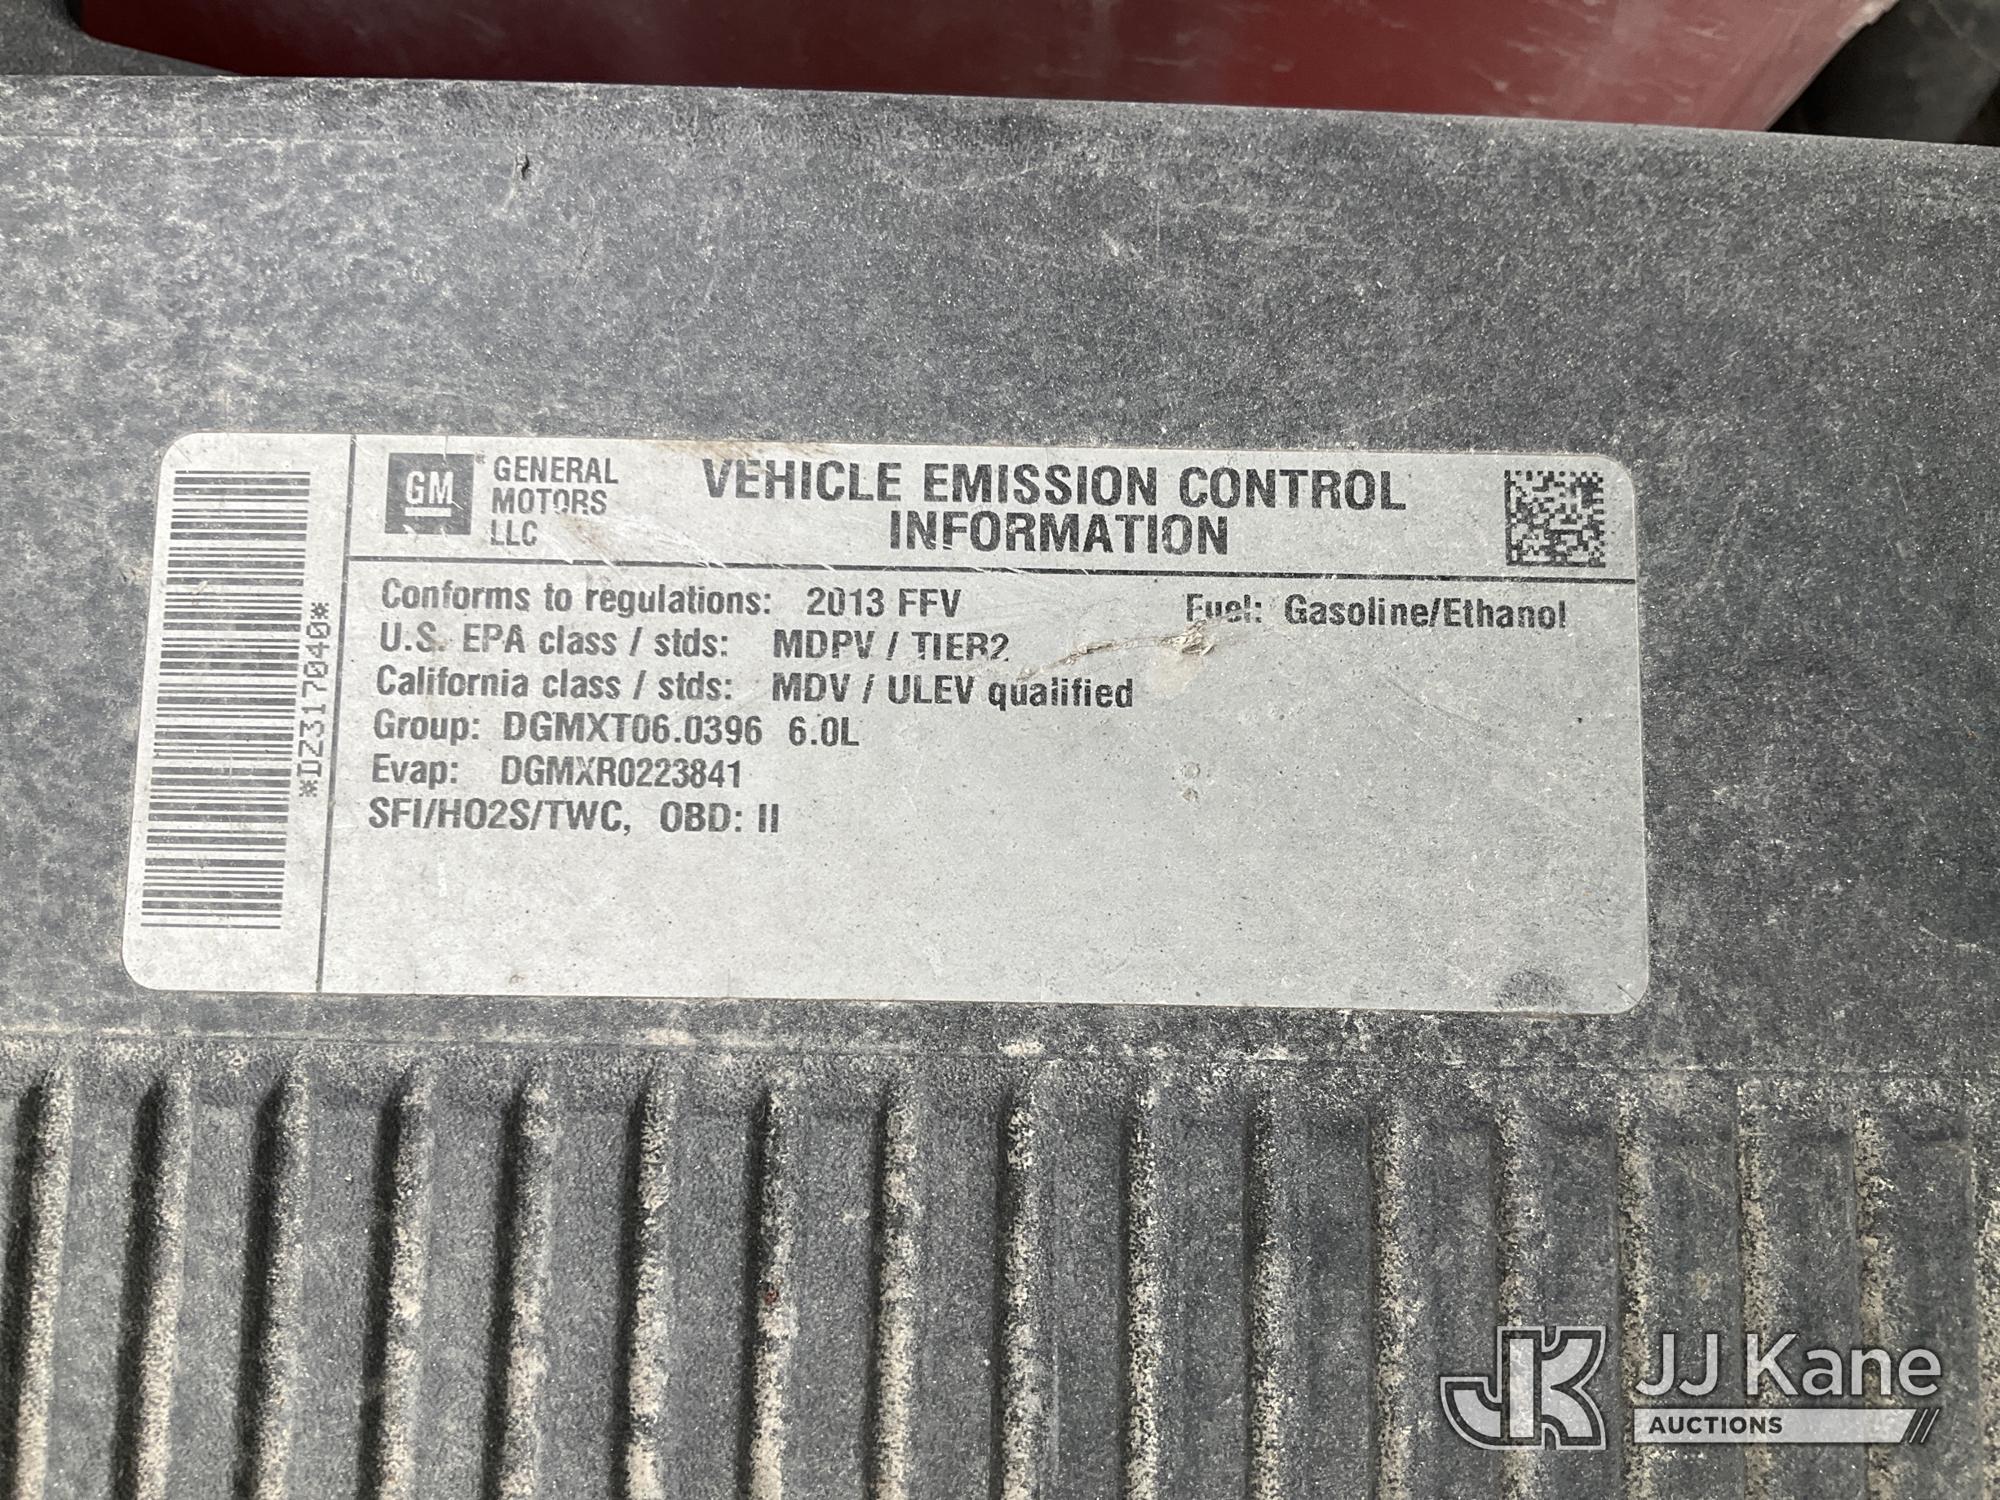 GM® GENERAL MOTORS LLC
VEHICLE EMISSION CONTROL
INFORMATION
*DZ317040*
Conforms to regulations: 2013 FFV Fuel: Gasoline/Ethanol
U.S. EPA class / stds: MDPV / TIER2
California class / stds: MDV / ULEV qualified
Group: DGMXT06.0396 6.0L
Evap: DGMXR0223841
SFI/HO2S/TWC, OBD: II
JK JJ Kane
AUCTIONS